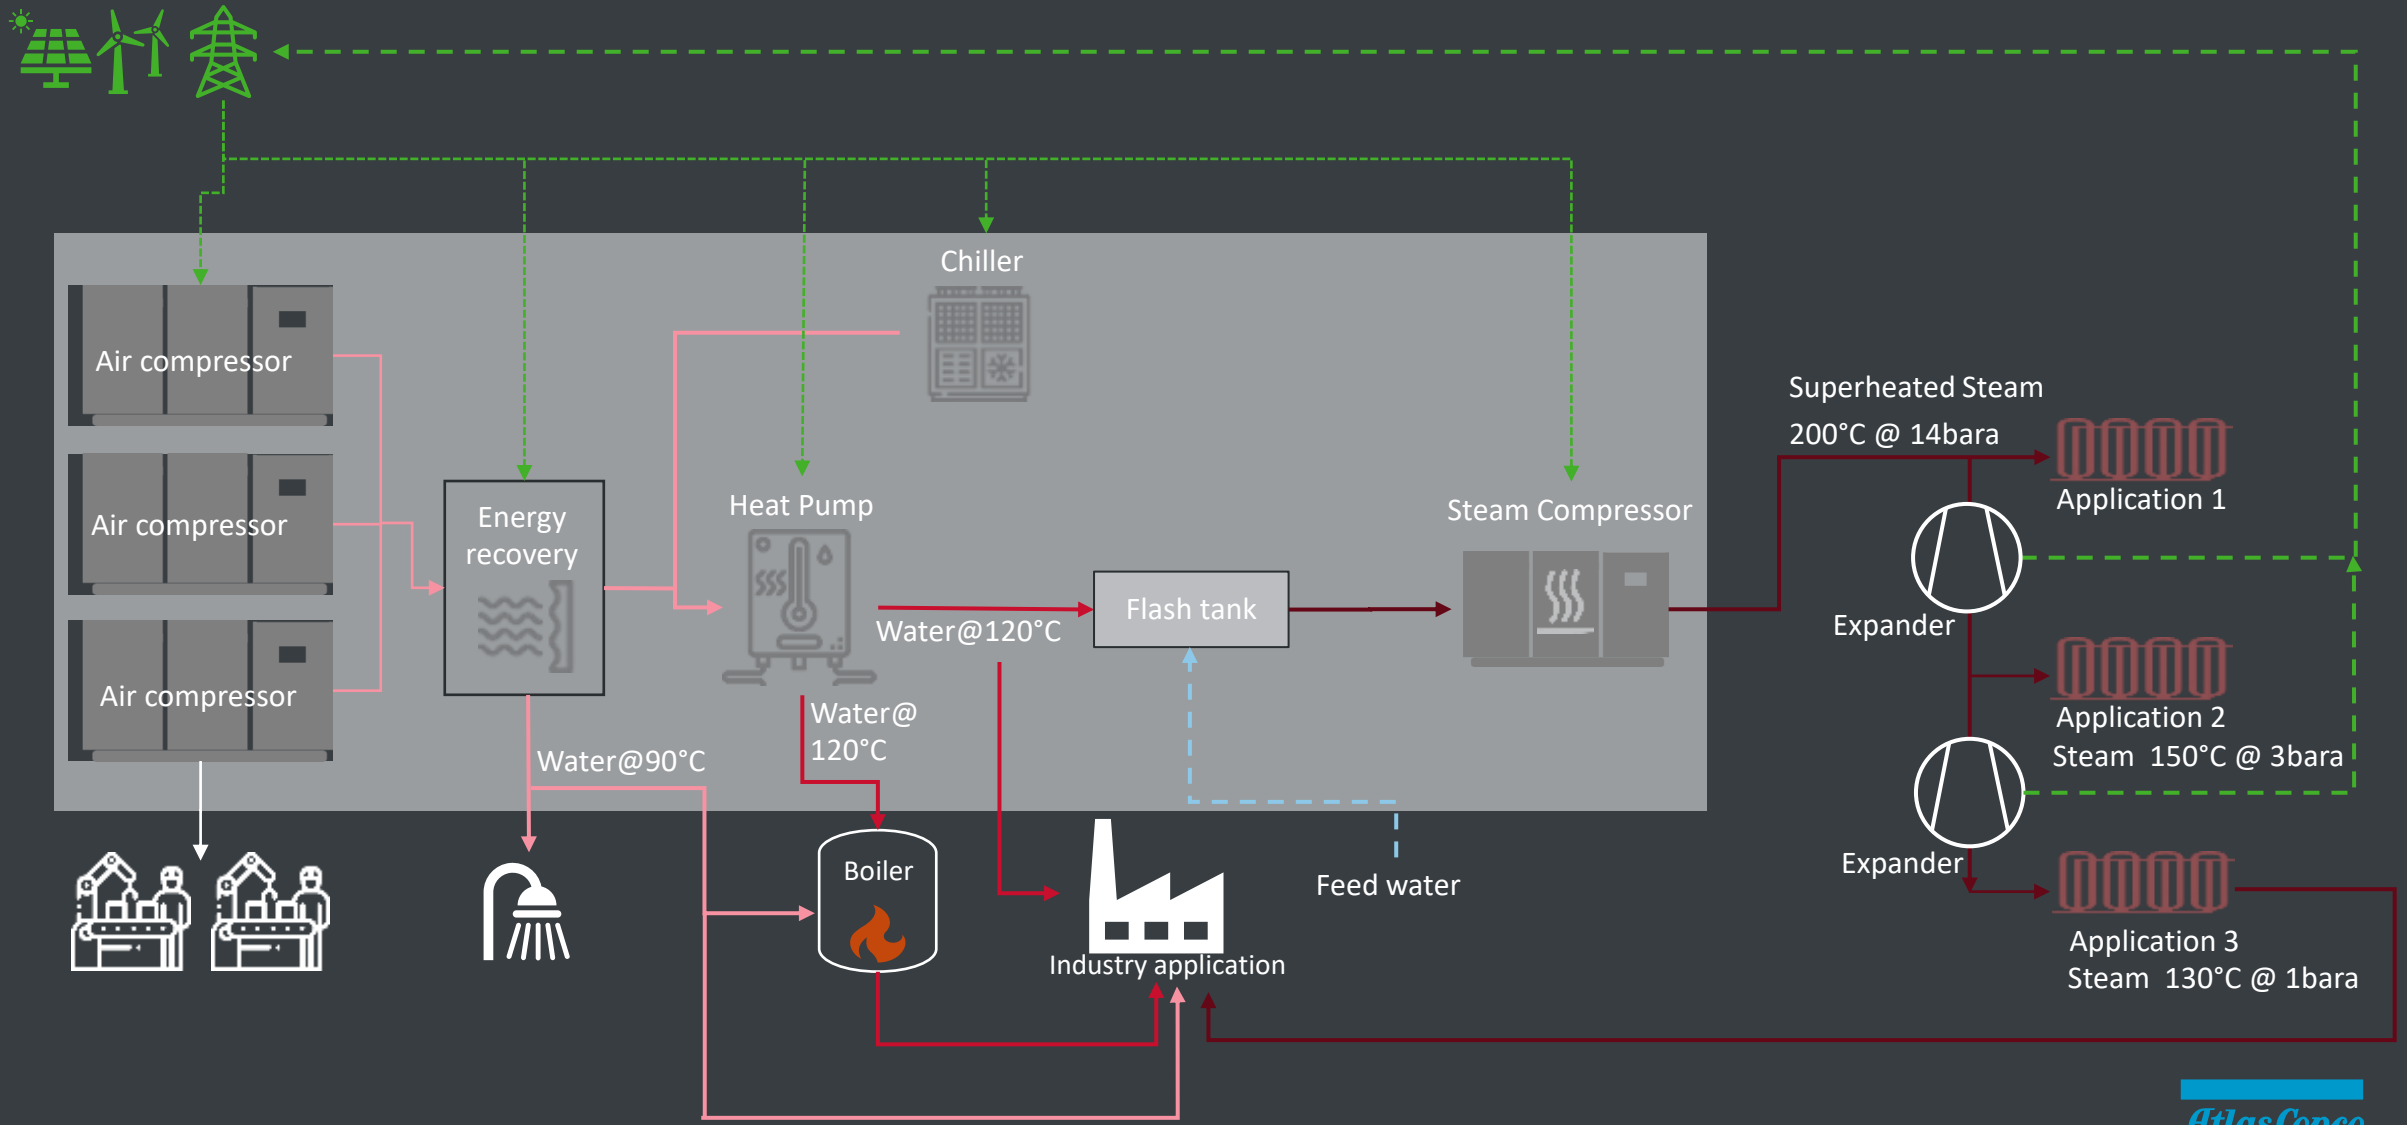 Chiller
Air compressor
Superheated Steam
200°C @ 14bara
Application 1
Energy
recovery
Heat Pump
Steam Compressor
Air compressor
Flash tank
Water@120°C
Expander
Air compressor
Water@
120°C
Application 2
Steam 150°C @ 3bara
Water@90°C
Boiler
Expander
Feed water
Application 3
Steam 130°C @ 1bara
Industry application
Atlas Copco